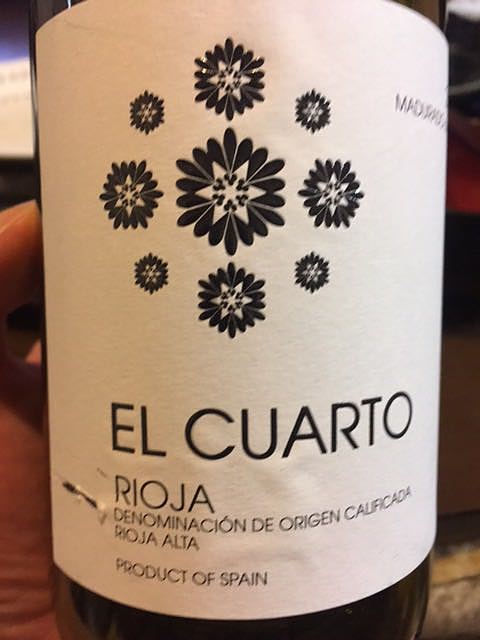 EL CUARTO
RIOJA
DENOMINACIÓN DE ORIGEN CALIFICADA
RIOJA ALTA
PRODUCT OF SPAIN